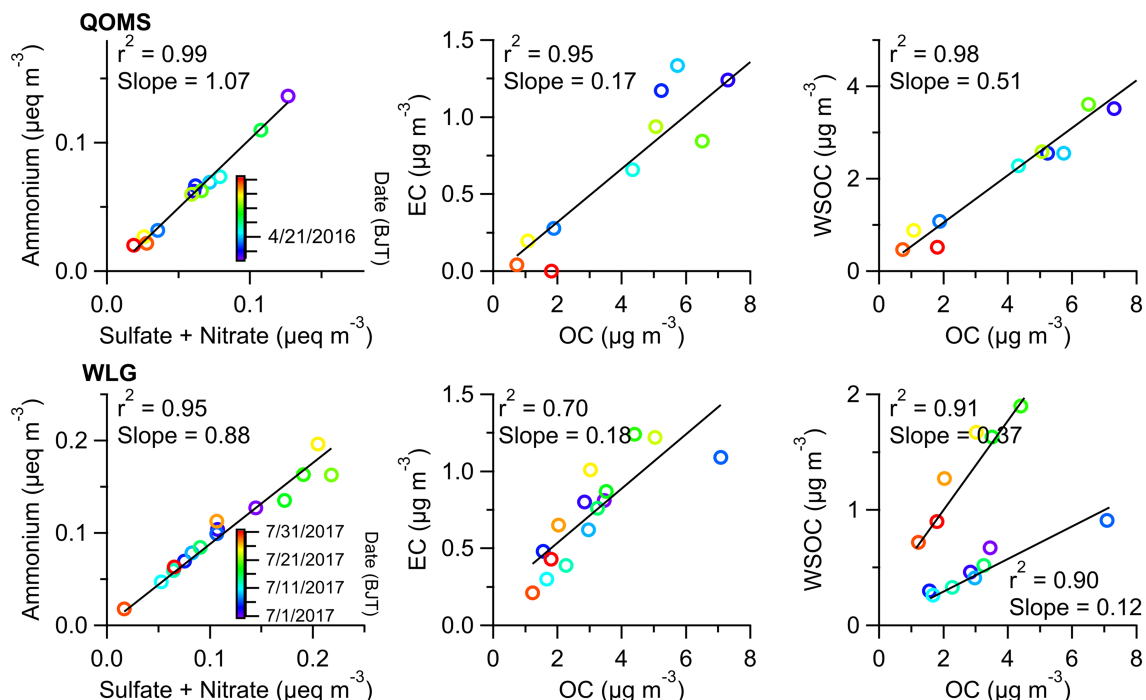 QOMS
r² = 0.99
Slope = 1.07
Ammonium (µeq m⁻³)
0.1
0.0
4/21/2016
Date (BJT)
0.0 0.1
Sulfate + Nitrate (µeq m⁻³)
r² = 0.95
Slope = 0.17
EC (µg m⁻³)
1.5
1.0
0.5
0.0
0 2 4 6 8
OC (µg m⁻³)
r² = 0.98
Slope = 0.51
WSOC (µg m⁻³)
4
2
0
0 2 4 6 8
OC (µg m⁻³)
WLG
r² = 0.95
Slope = 0.88
Ammonium (µeq m⁻³)
0.2
0.1
0.0
7/31/2017
7/21/2017
7/11/2017
7/1/2017
Date (BJT)
0.0 0.1 0.2
Sulfate + Nitrate (µeq m⁻³)
r² = 0.70
Slope = 0.18
EC (µg m⁻³)
1.5
1.0
0.5
0.0
0 2 4 6 8
OC (µg m⁻³)
r² = 0.91
Slope = 0.37
WSOC (µg m⁻³)
2
1
0
r² = 0.90
Slope = 0.12
0 2 4 6 8
OC (µg m⁻³)